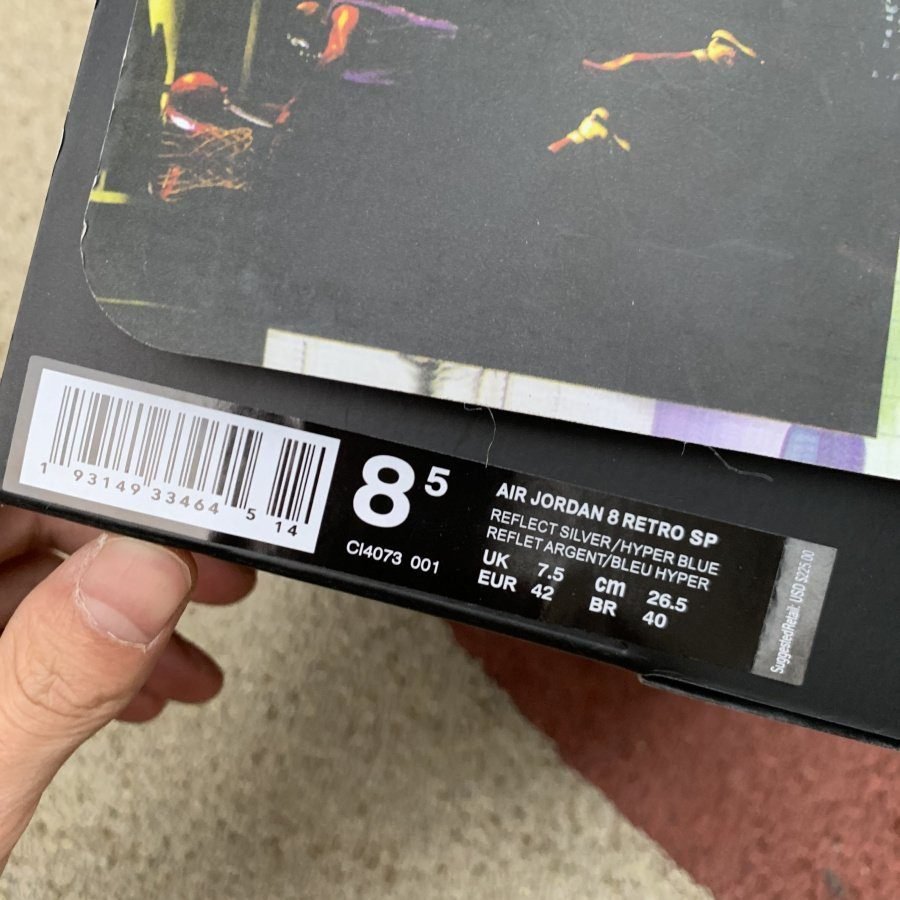 1 93149 33464 5 14
8 5
CI4073 001
AIR JORDAN 8 RETRO SP
REFLECT SILVER/HYPER BLUE
REFLET ARGENT/BLEU HYPER
UK 7.5 cm 26.5
EUR 42 BR 40
Suggested Retail: USD $225.00